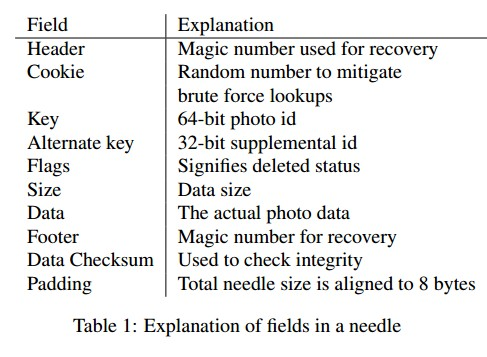 Field Explanation
Header Magic number used for recovery
Cookie Random number to mitigate
brute force lookups
Key 64-bit photo id
Alternate key 32-bit supplemental id
Flags Signifies deleted status
Size Data size
Data The actual photo data
Footer Magic number for recovery
Data Checksum Used to check integrity
Padding Total needle size is aligned to 8 bytes
Table 1: Explanation of fields in a needle